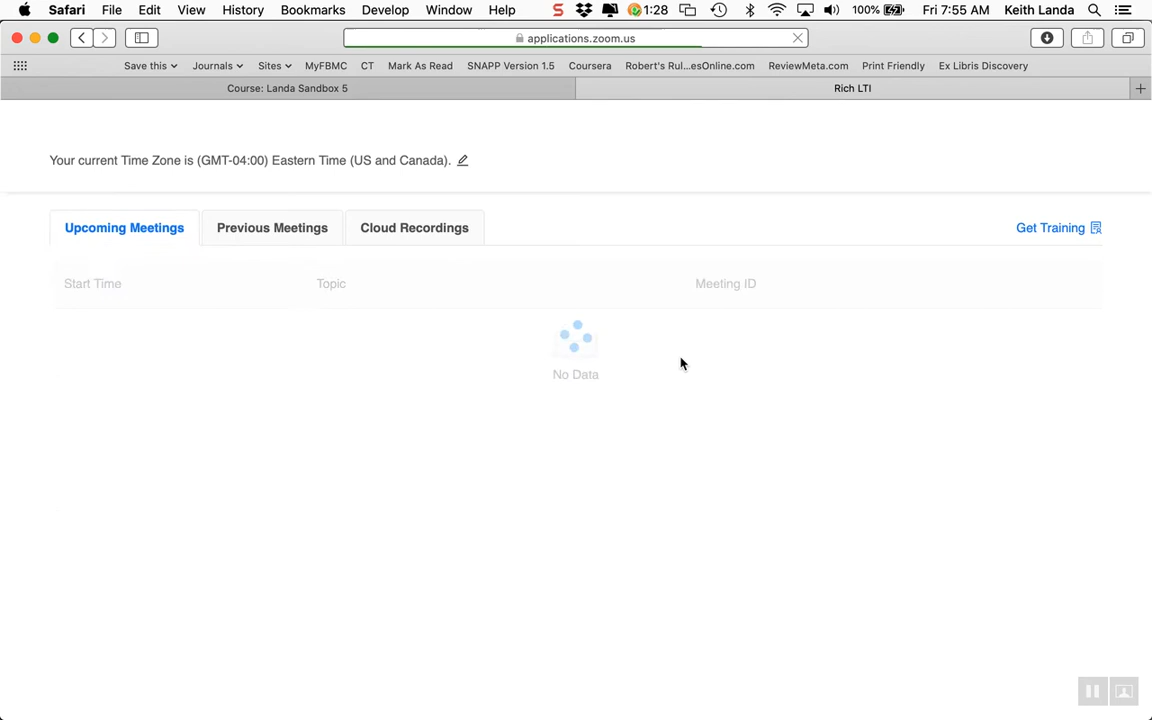 Safari File Edit View History Bookmarks Develop Window Help 1:28 100% Fri 7:55 AM Keith Landa
applications.zoom.us
Save this Journals Sites MyFBMC CT Mark As Read SNAPP Version 1.5 Coursera Robert's Rul...esOnline.com ReviewMeta.com Print Friendly Ex Libris Discovery
Course: Landa Sandbox 5 Rich LTI
Your current Time Zone is (GMT-04:00) Eastern Time (US and Canada).
Upcoming Meetings Previous Meetings Cloud Recordings Get Training
Start Time Topic Meeting ID
No Data